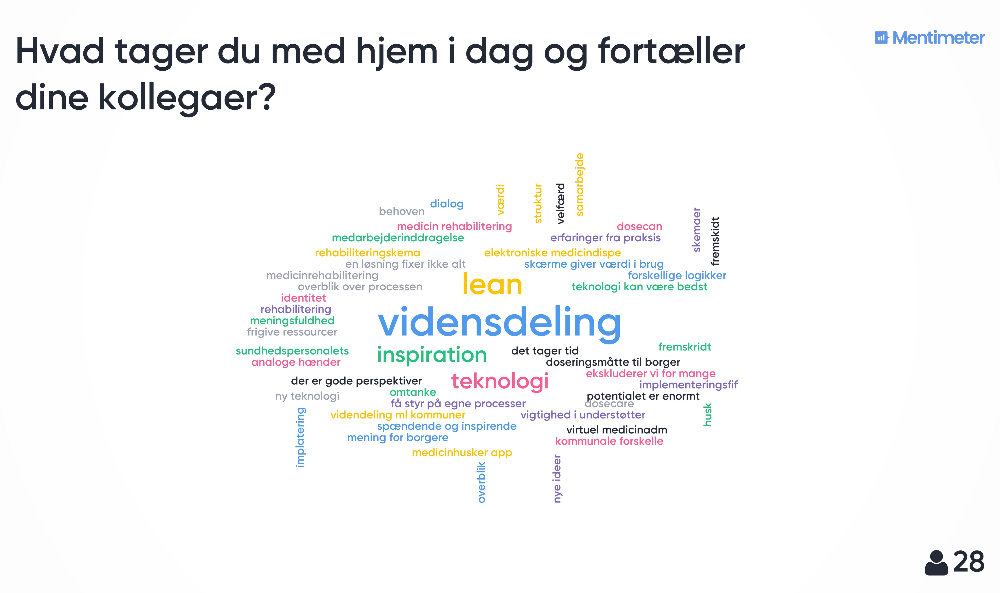 Hvad tager du med hjem i dag og fortæller
dine kollegaer?
Mentimeter
samarbejde
værdi
struktur
velfærd
dialog
behoven
skemaer
fremskidt
medicin rehabilitering
dosecan
medarbejderinddragelse
erfaringer fra praksis
rehabiliteringskema
elektroniske medicindispe
en løsning fixer ikke alt
skærme giver værdi i brug
medicinrehabilitering
lean
forskellige logikker
overblik over processen
teknologi kan være bedst
identitet
rehabilitering
vidensdeling
meningsfuldhed
frigive ressourcer
sundhedspersonalets
inspiration
det tager tid
fremskridt
analoge hænder
doseringsmåtte til borger
ekskluderer vi for mange
der er gode perspektiver
teknologi
implementeringsfif
omtanke
ny teknologi
potentialet er enormt
få styr på egne processer
dosecare
husk
implatering
videndeling ml kommuner
vigtighed i understøtter
spændende og inspirende
virtuel medicinadm
mening for borgere
kommunale forskelle
medicinhusker app
overblik
nye ideer
28